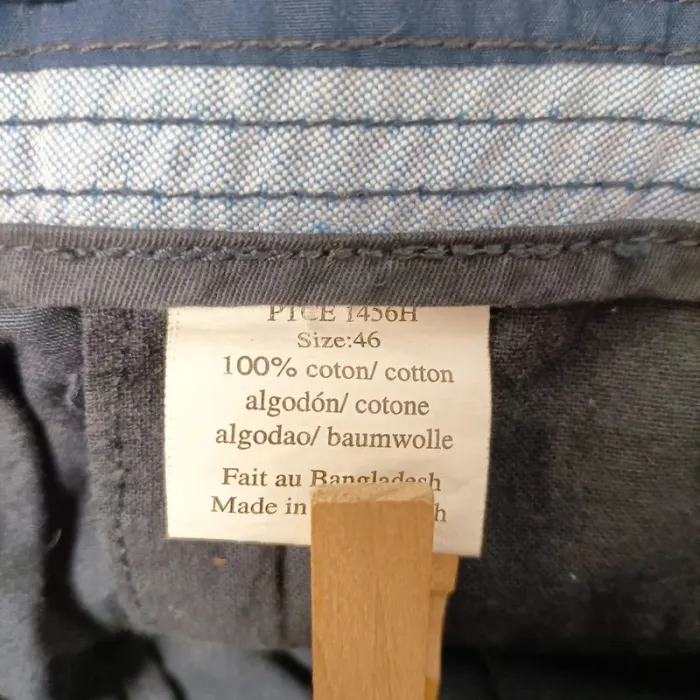 PTCE 1456H
Size:46
100% coton/ cotton
algodón/ cotone
algodao/ baumwolle
Fait au Bangladesh
Made in